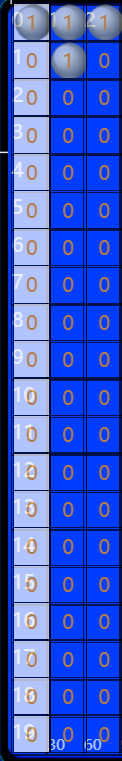 0 1 1 1 2 1
1 0 1 0
2 0 0 0
3 0 0 0
4 0 0 0
5 0 0 0
6 0 0 0
7 0 0 0
8 0 0 0
9 0 0 0
10 0 0 0
11 0 0 0
12 0 0 0
13 0 0 0
14 0 0 0
15 0 0 0
16 0 0 0
17 0 0 0
18 0 0 0
19 0 0 0
30 60